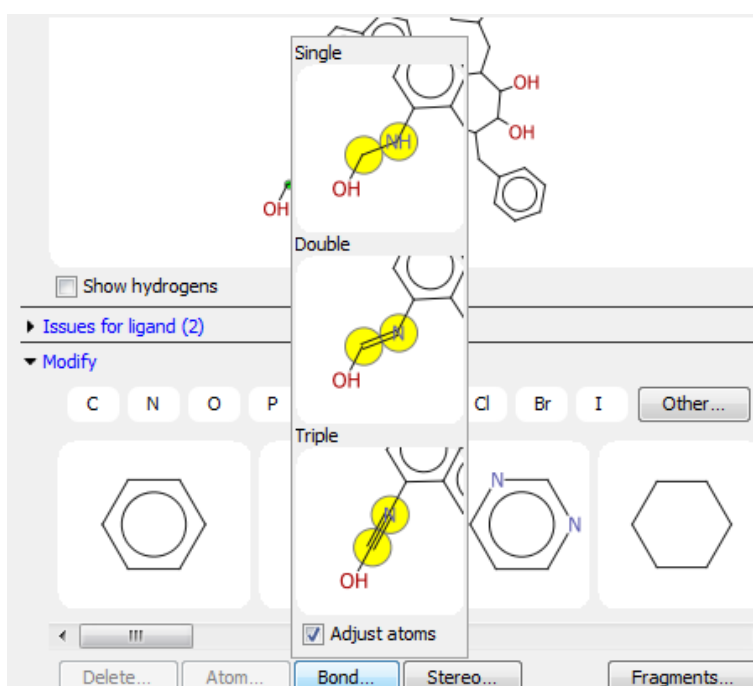 Single
NH
OH
Double
N
OH
Triple
N
OH
Adjust atoms
OH
OH
OH
Show hydrogens
Issues for ligand (2)
Modify
C N O P Cl Br I Other...
N
N
Delete... Atom... Bond... Stereo... Fragments...